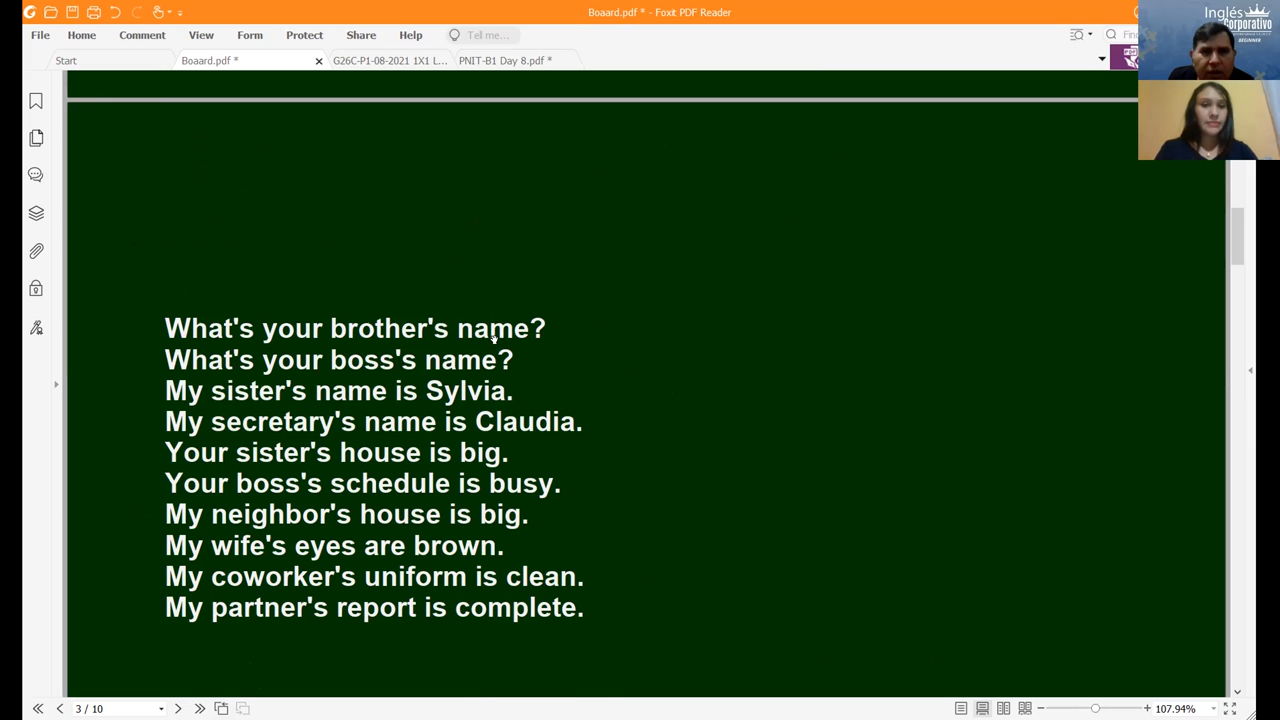 Boaard.pdf * - Foxit PDF Reader
File Home Comment View Form Protect Share Help Tell me... Find
Start Boaard.pdf * G26C-P1-08-2021 1X1 L... PNIT-B1 Day 8.pdf *
Inglés
Corporativo
BEGINNER
What's your brother's name?
What's your boss's name?
My sister's name is Sylvia.
My secretary's name is Claudia.
Your sister's house is big.
Your boss's schedule is busy.
My neighbor's house is big.
My wife's eyes are brown.
My coworker's uniform is clean.
My partner's report is complete.
3 / 10 107.94%